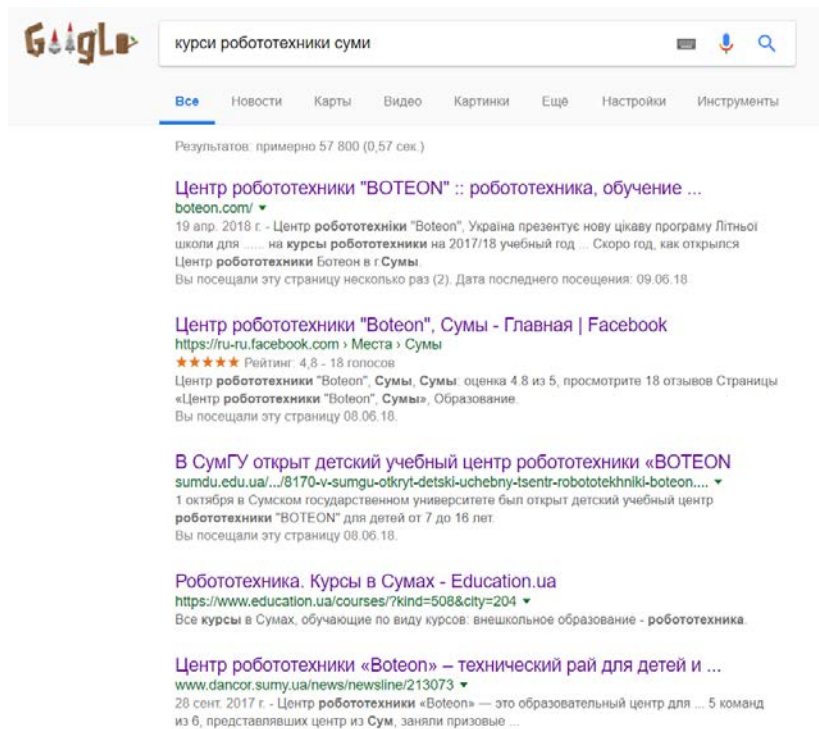 курси робототехники суми
Все Новости Карты Видео Картинки Ещё Настройки Инструменты
Результатов: примерно 57 800 (0,57 сек.)
Центр робототехники "BOTEON" :: робототехника, обучение ...
boteon.com/
19 апр. 2018 г. - Центр робототехніки "Boteon", Україна презентує нову цікаву програму Літньої
школи для ...... на курсы робототехники на 2017/18 учебный год ... Скоро год, как открылся
Центр робототехники Ботеон в г.Сумы.
Вы посещали эту страницу несколько раз (2). Дата последнего посещения: 09.06.18
Центр робототехники "Boteon", Сумы - Главная | Facebook
https://ru-ru.facebook.com › Места › Сумы
★★★★★ Рейтинг: 4,8 - 18 голосов
Центр робототехники "Boteon", Сумы, Сумы: оценка 4.8 из 5, просмотрите 18 отзывов Страницы
«Центр робототехники "Boteon", Сумы», Образование.
Вы посещали эту страницу 08.06.18.
В СумГУ открыт детский учебный центр робототехники «BOTEON
sumdu.edu.ua/.../8170-v-sumgu-otkryt-detski-uchebny-tsentr-robototekhniki-boteon....
1 октября в Сумском государственном университете был открыт детский учебный центр
робототехники "BOTEON" для детей от 7 до 16 лет.
Вы посещали эту страницу 08.06.18.
Робототехника. Курсы в Сумах - Education.ua
https://www.education.ua/courses/?kind=508&city=204
Все курсы в Сумах, обучающие по виду курсов: внешкольное образование - робототехника.
Центр робототехники «Boteon» – технический рай для детей и ...
www.dancor.sumy.ua/news/newsline/213073
28 сент. 2017 г. - Центр робототехники «Boteon» — это образовательный центр для ... 5 команд
из 6, представлявших центр из Сум, заняли призовые ...